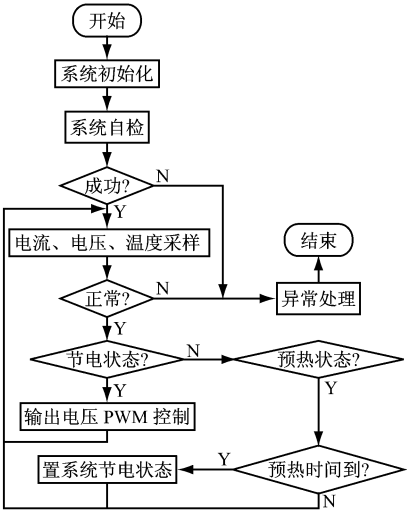 开始
系统初始化
系统自检
成功?
N
Y
电流、电压、温度采样
结束
正常?
N
异常处理
Y
节电状态?
N
预热状态?
Y
Y
输出电压 PWM 控制
置系统节电状态
Y
预热时间到?
N